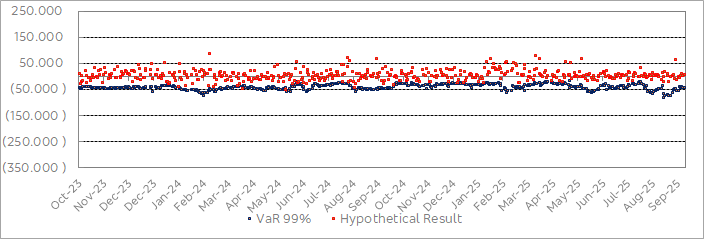 250.000
150.000
50.000
(50.000 )
(150.000 )
(250.000 )
(350.000 )
Oct-23
Nov-23
Dec-23
Dec-23
Jan-24
Feb-24
Mar-24
Apr-24
May-24
Jun-24
Jul-24
Aug-24
Sep-24
Oct-24
Nov-24
Dec-24
Jan-25
Feb-25
Mar-25
Apr-25
May-25
Jun-25
Jul-25
Aug-25
Sep-25
VaR 99%
Hypothetical Result